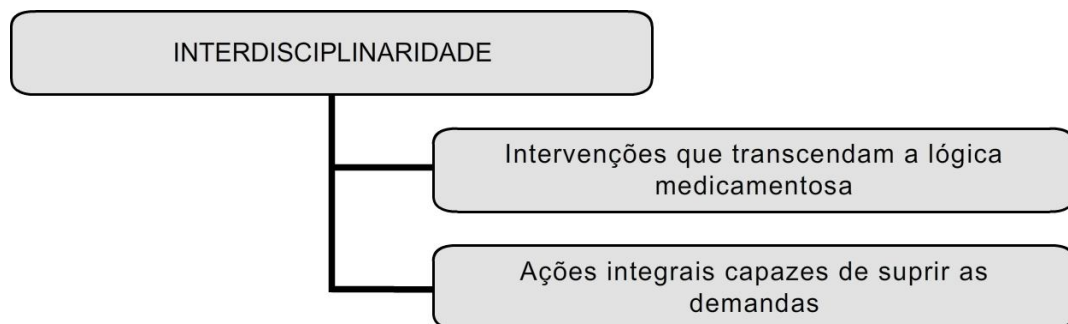 INTERDISCIPLINARIDADE
Intervenções que transcendam a lógica
medicamentosa
Ações integrais capazes de suprir as
demandas